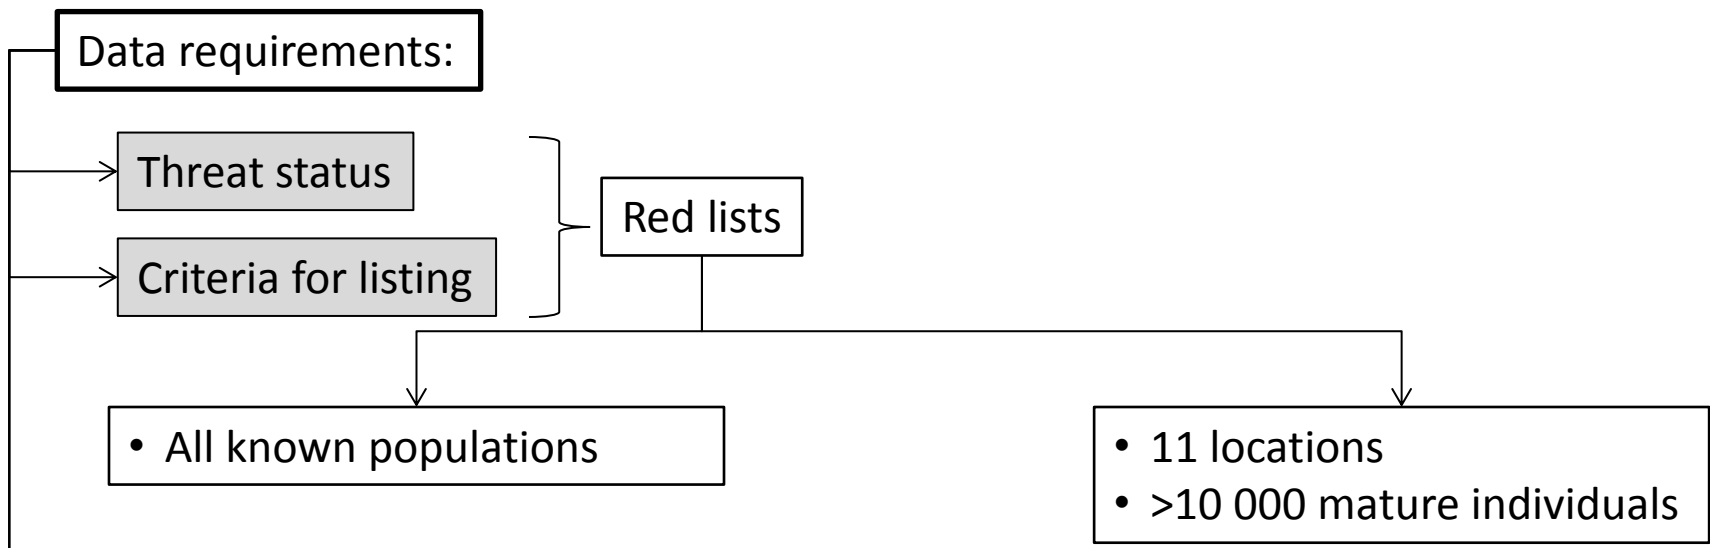 Data requirements:
Threat status
Red lists
Criteria for listing
• All known populations
• 11 locations
• >10 000 mature individuals